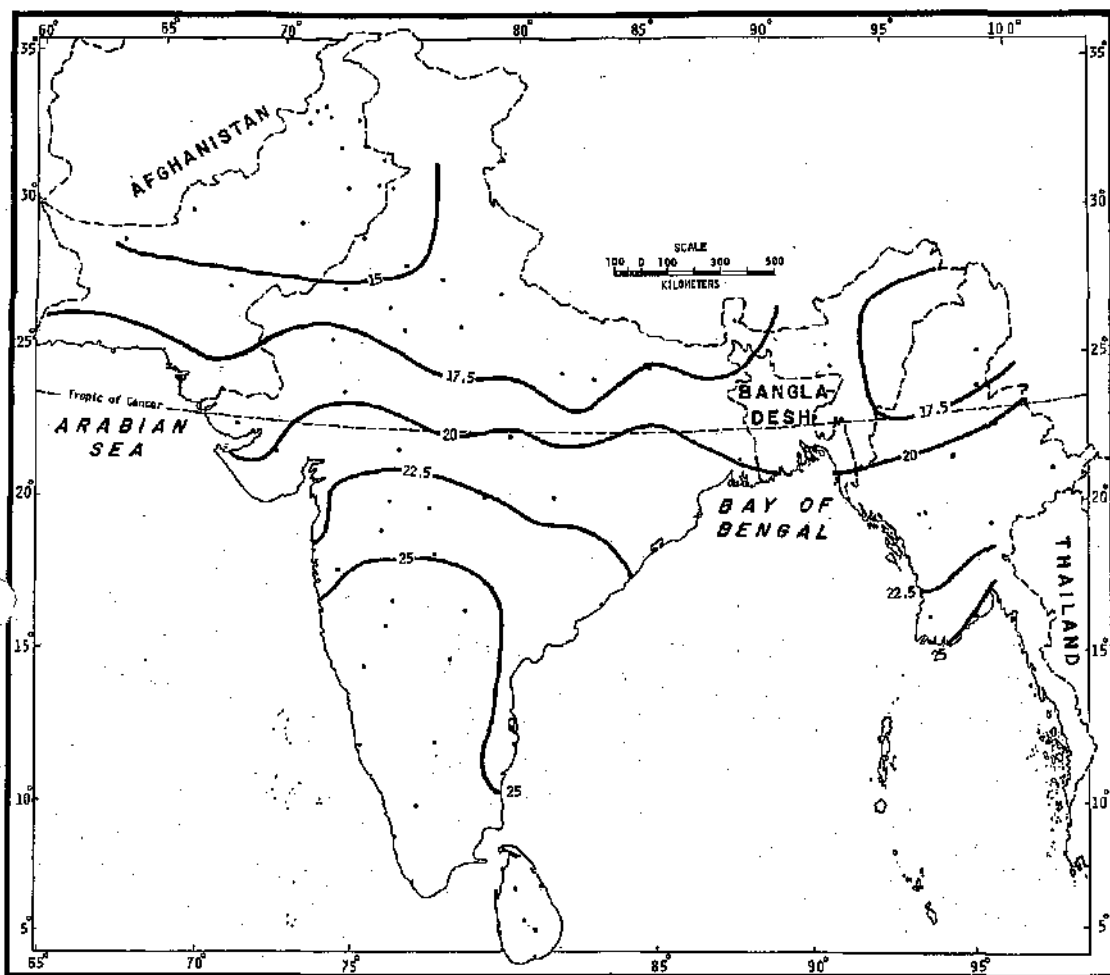 60° 65° 70° 75° 80° 85° 90° 95° 100°
35° 35°
AFGHANISTAN
30° 30°
SCALE
100 0 100 300 500
KILOMETERS
15
25° 25°
17.5
BANGLA
DESH
17.5
Tropic of Cancer
ARABIAN
SEA
20
20
22.5
20° 20°
BAY OF
BENGAL
THAILAND
25
22.5
15° 15°
25
25
10° 10°
5° 5°
65° 70° 75° 80° 85° 90° 95°